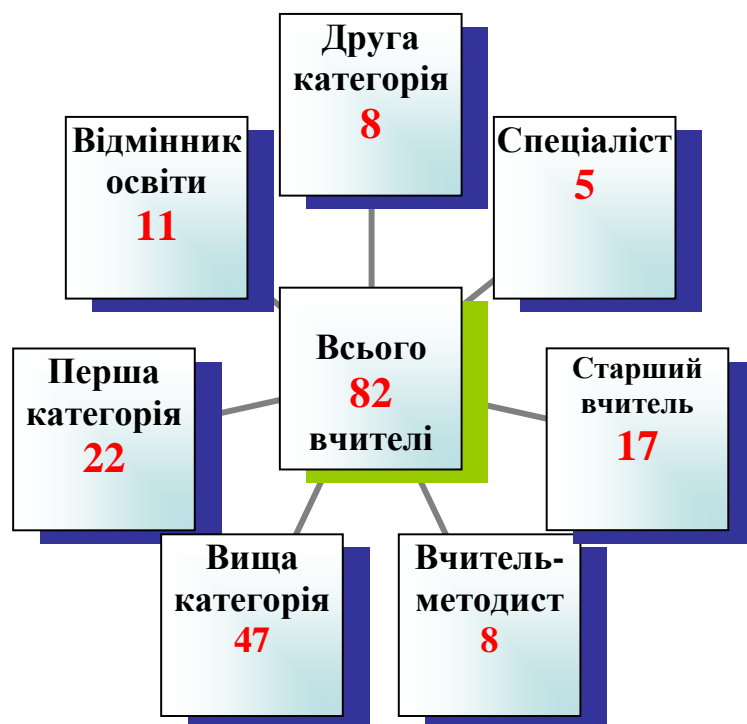 Друга
категорія
8
Відмінник
освіти
11
Спеціаліст
5
Всього
82
вчителі
Перша
категорія
22
Старший
вчитель
17
Вища
категорія
47
Вчитель-
методист
8